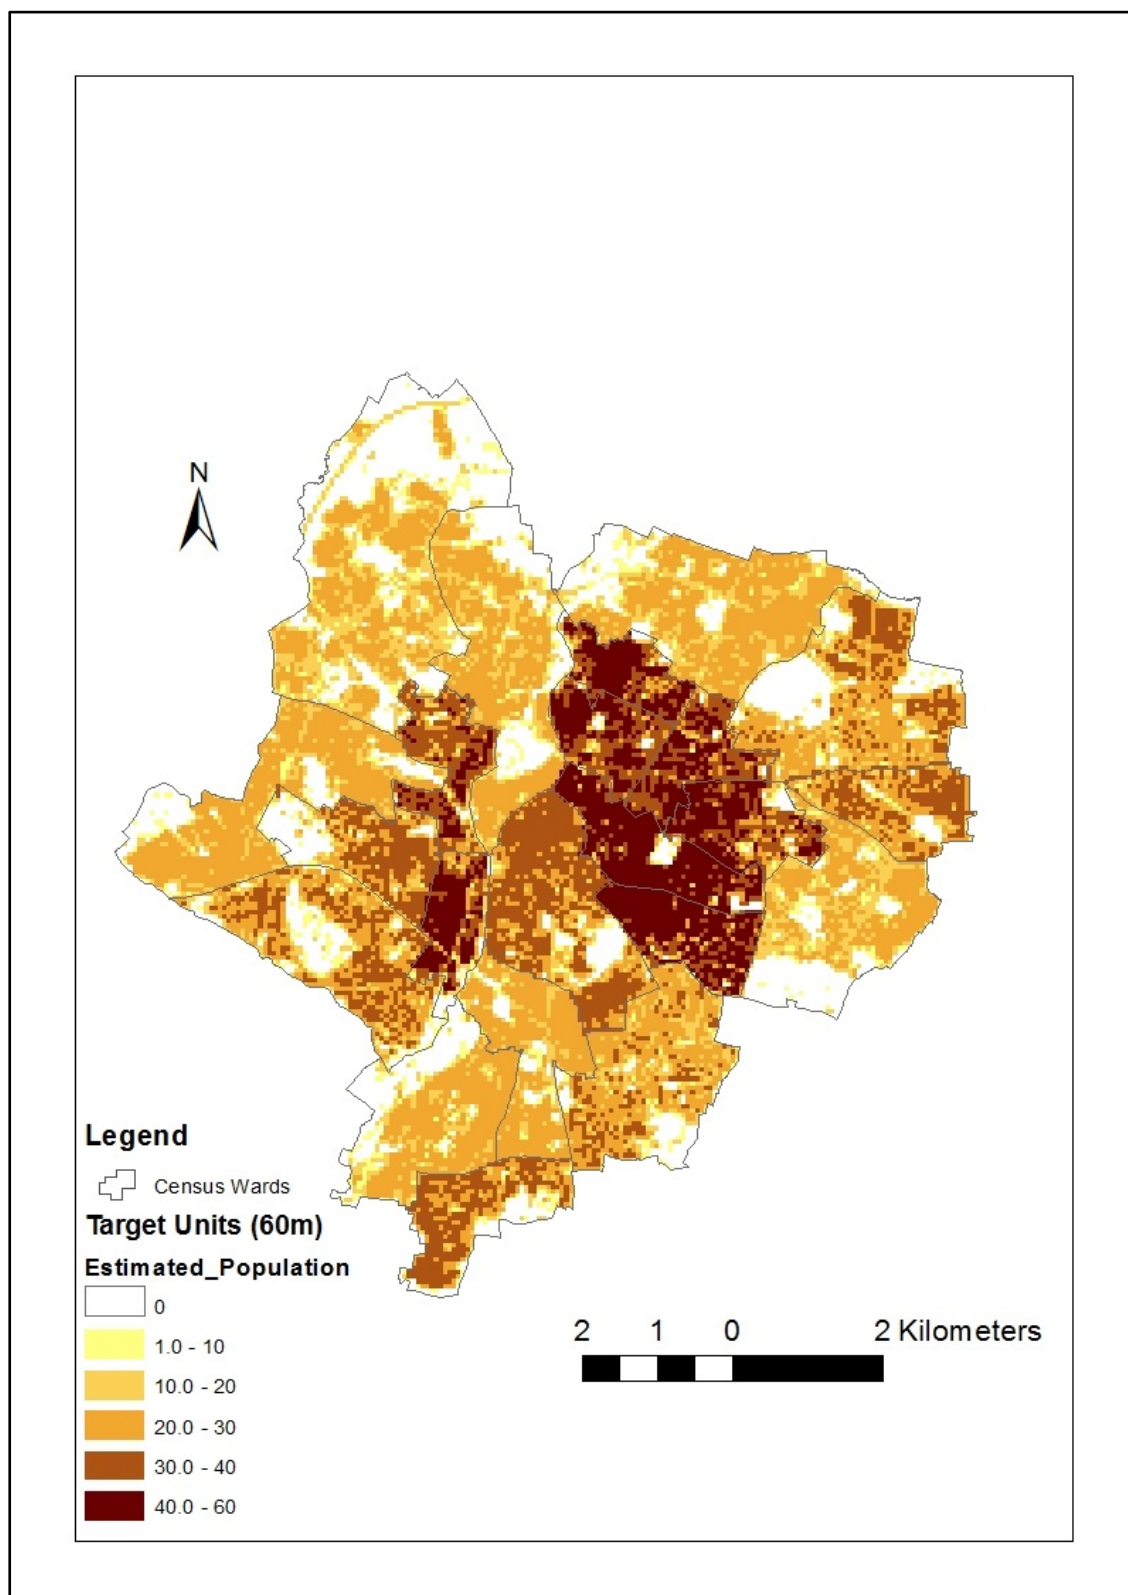 N
Legend
Census Wards
Target Units (60m)
Estimated_Population
0
1.0 - 10
10.0 - 20
20.0 - 30
30.0 - 40
40.0 - 60
2 1 0 2 Kilometers